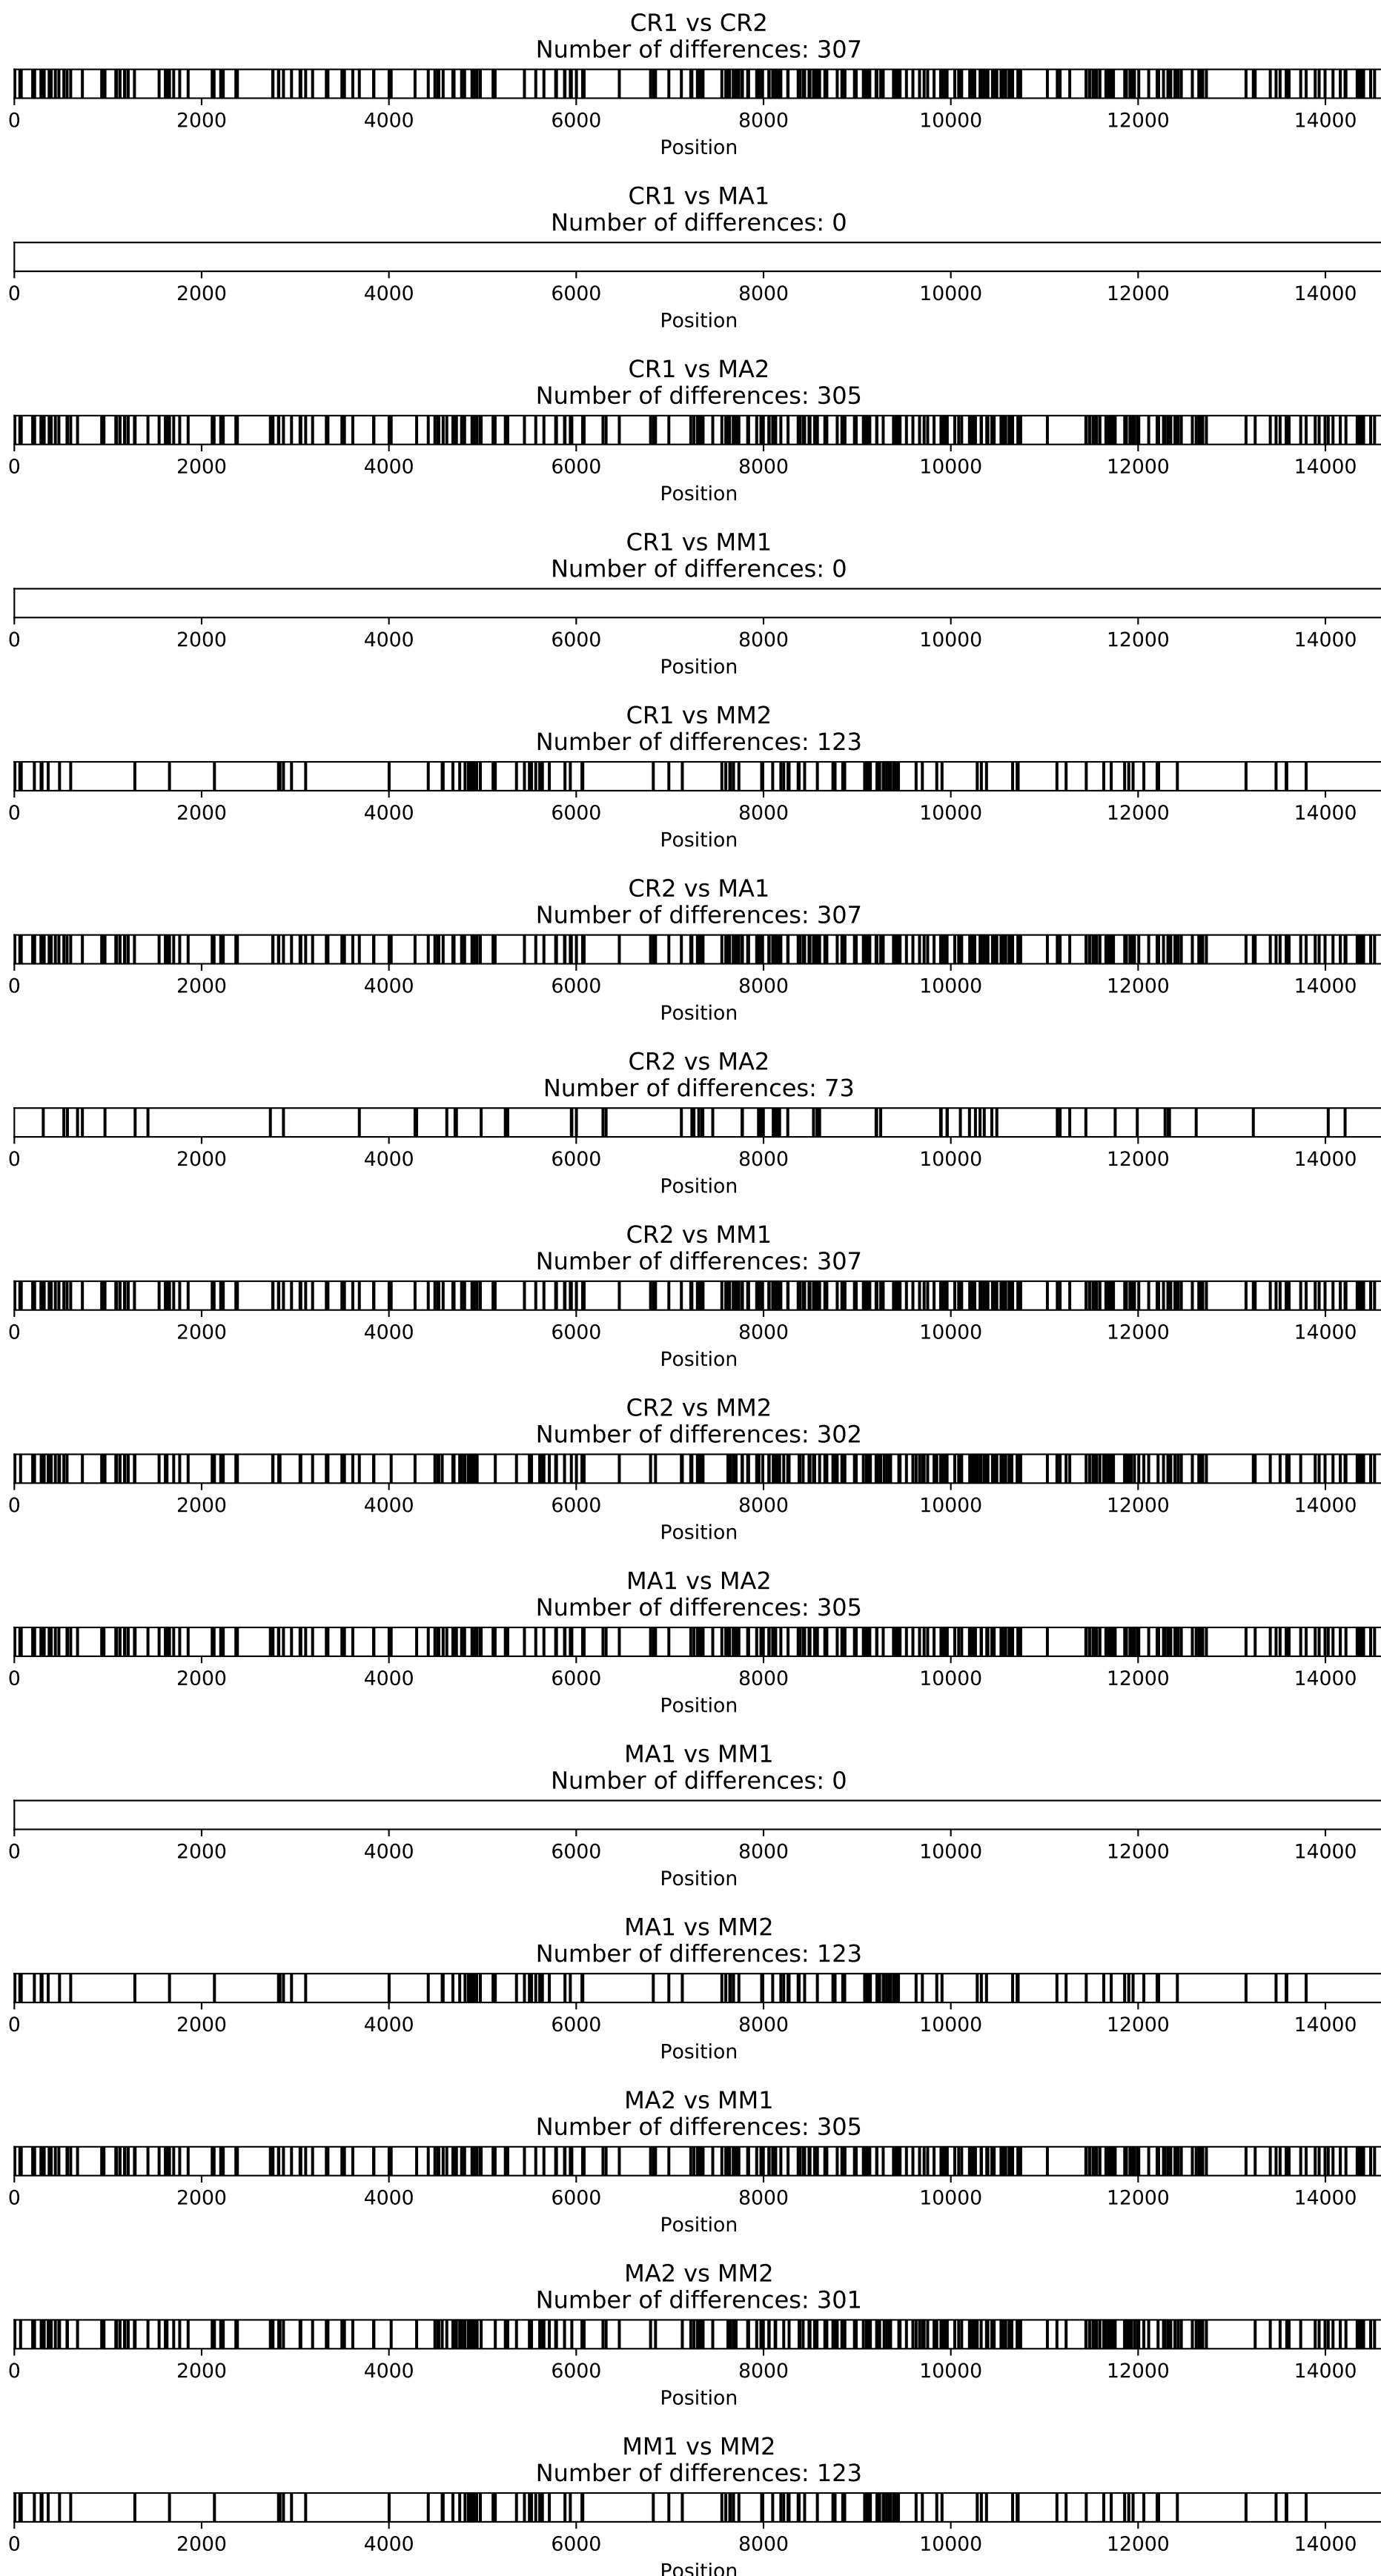 CR1 vs CR2
Number of differences: 307
0 2000 4000 6000 8000 10000 12000 14000
Position
CR1 vs MA1
Number of differences: 0
0 2000 4000 6000 8000 10000 12000 14000
Position
CR1 vs MA2
Number of differences: 305
0 2000 4000 6000 8000 10000 12000 14000
Position
CR1 vs MM1
Number of differences: 0
0 2000 4000 6000 8000 10000 12000 14000
Position
CR1 vs MM2
Number of differences: 123
0 2000 4000 6000 8000 10000 12000 14000
Position
CR2 vs MA1
Number of differences: 307
0 2000 4000 6000 8000 10000 12000 14000
Position
CR2 vs MA2
Number of differences: 73
0 2000 4000 6000 8000 10000 12000 14000
Position
CR2 vs MM1
Number of differences: 307
0 2000 4000 6000 8000 10000 12000 14000
Position
CR2 vs MM2
Number of differences: 302
0 2000 4000 6000 8000 10000 12000 14000
Position
MA1 vs MA2
Number of differences: 305
0 2000 4000 6000 8000 10000 12000 14000
Position
MA1 vs MM1
Number of differences: 0
0 2000 4000 6000 8000 10000 12000 14000
Position
MA1 vs MM2
Number of differences: 123
0 2000 4000 6000 8000 10000 12000 14000
Position
MA2 vs MM1
Number of differences: 305
0 2000 4000 6000 8000 10000 12000 14000
Position
MA2 vs MM2
Number of differences: 301
0 2000 4000 6000 8000 10000 12000 14000
Position
MM1 vs MM2
Number of differences: 123
0 2000 4000 6000 8000 10000 12000 14000
Position